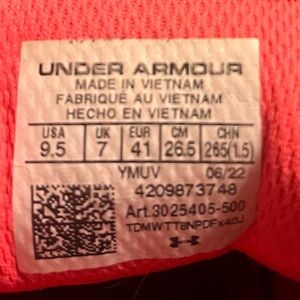 UNDER ARMOUR
MADE IN VIETNAM
FABRIQUÉ AU VIETNAM
HECHO EN VIETNAM
USA UK EUR CM CHN
9.5 7 41 26.5 265(1.5)
YMUV 06/22
4209873748
Art.3025405-500
TDMWTT8NPDFx4DJ